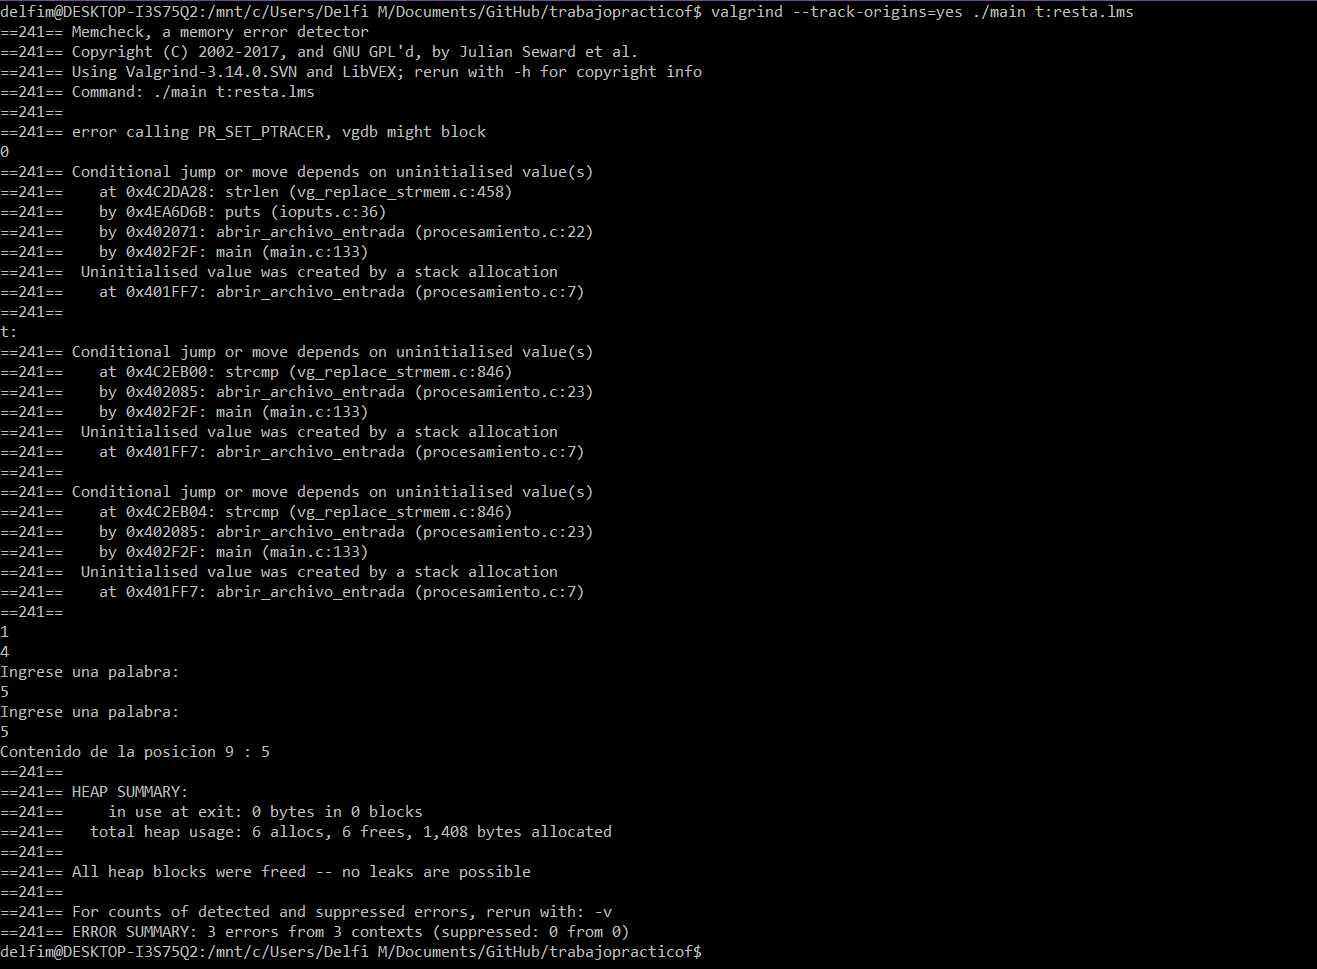 delfim@DESKTOP-I3S75Q2:/mnt/c/Users/Delfi M/Documents/GitHub/trabajopracticof$ valgrind --track-origins=yes ./main t:resta.lms
==241== Memcheck, a memory error detector
==241== Copyright (C) 2002-2017, and GNU GPL'd, by Julian Seward et al.
==241== Using Valgrind-3.14.0.SVN and LibVEX; rerun with -h for copyright info
==241== Command: ./main t:resta.lms
==241==
==241== error calling PR_SET_PTRACER, vgdb might block
0
==241== Conditional jump or move depends on uninitialised value(s)
==241==    at 0x4C2DA28: strlen (vg_replace_strmem.c:458)
==241==    by 0x4EA6D6B: puts (ioputs.c:36)
==241==    by 0x402071: abrir_archivo_entrada (procesamiento.c:22)
==241==    by 0x402F2F: main (main.c:133)
==241==  Uninitialised value was created by a stack allocation
==241==    at 0x401FF7: abrir_archivo_entrada (procesamiento.c:7)
==241==
t:
==241== Conditional jump or move depends on uninitialised value(s)
==241==    at 0x4C2EB00: strcmp (vg_replace_strmem.c:846)
==241==    by 0x402085: abrir_archivo_entrada (procesamiento.c:23)
==241==    by 0x402F2F: main (main.c:133)
==241==  Uninitialised value was created by a stack allocation
==241==    at 0x401FF7: abrir_archivo_entrada (procesamiento.c:7)
==241==
==241== Conditional jump or move depends on uninitialised value(s)
==241==    at 0x4C2EB04: strcmp (vg_replace_strmem.c:846)
==241==    by 0x402085: abrir_archivo_entrada (procesamiento.c:23)
==241==    by 0x402F2F: main (main.c:133)
==241==  Uninitialised value was created by a stack allocation
==241==    at 0x401FF7: abrir_archivo_entrada (procesamiento.c:7)
==241==
1
4
Ingrese una palabra:
5
Ingrese una palabra:
5
Contenido de la posicion 9 : 5
==241==
==241== HEAP SUMMARY:
==241==     in use at exit: 0 bytes in 0 blocks
==241==   total heap usage: 6 allocs, 6 frees, 1,408 bytes allocated
==241==
==241== All heap blocks were freed -- no leaks are possible
==241==
==241== For counts of detected and suppressed errors, rerun with: -v
==241== ERROR SUMMARY: 3 errors from 3 contexts (suppressed: 0 from 0)
delfim@DESKTOP-I3S75Q2:/mnt/c/Users/Delfi M/Documents/GitHub/trabajopracticof$